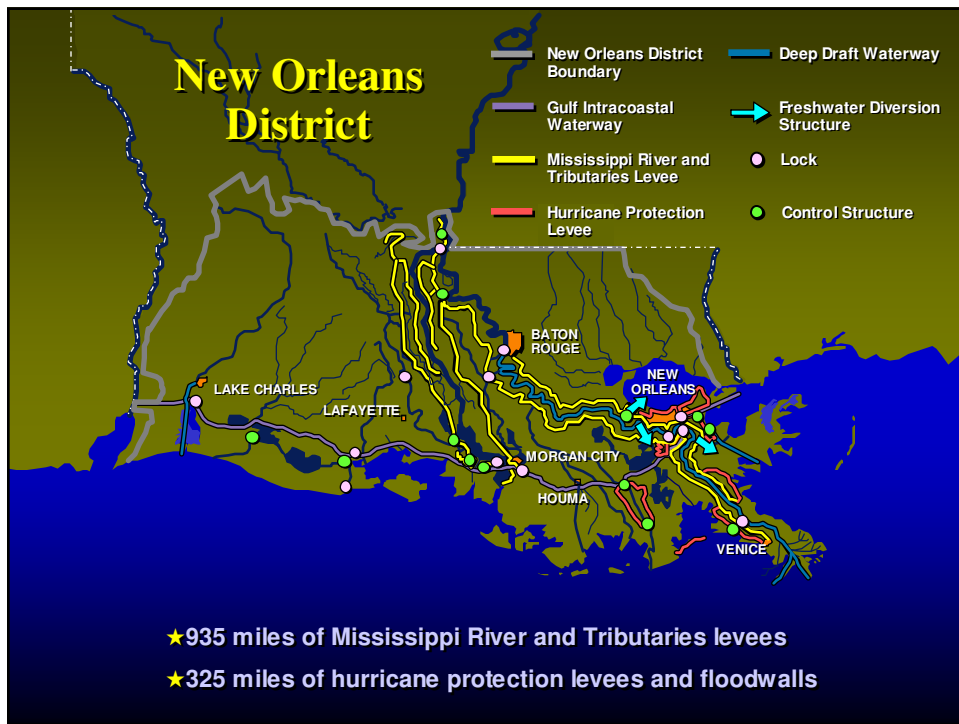 New Orleans
District
New Orleans District
Boundary
Gulf Intracoastal
Waterway
Mississippi River and
Tributaries Levee
Hurricane Protection
Levee
Deep Draft Waterway
Freshwater Diversion
Structure
Lock
Control Structure
BATON
ROUGE
NEW
ORLEANS
LAKE CHARLES
LAFAYETTE
MORGAN CITY
HOUMA
VENICE
★935 miles of Mississippi River and Tributaries levees
★325 miles of hurricane protection levees and floodwalls